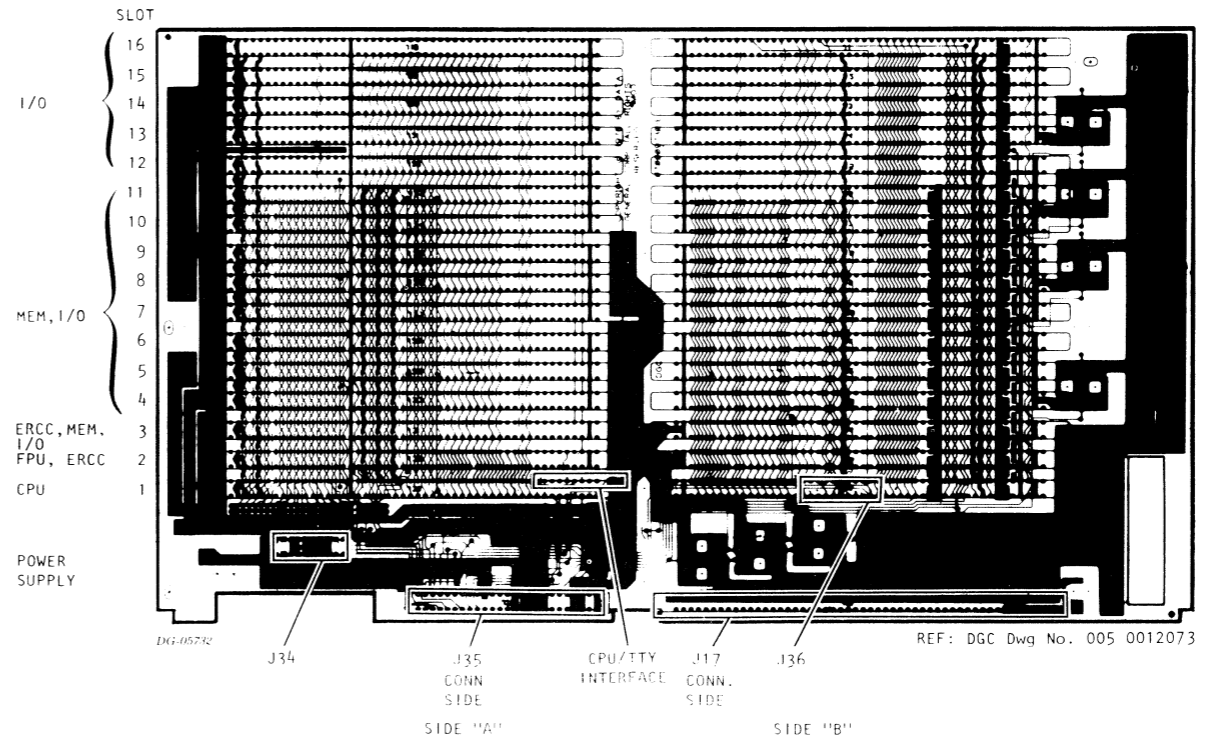 SLOT
16
15
I/O 14
13
12
11
10
9
8
MEM,I/O 7
6
5
4
ERCC,MEM, 3
I/O
FPU, ERCC 2
CPU 1
POWER
SUPPLY
DG-05732
REF: DGC Dwg No. 005 0012073
J34
J35
CONN
SIDE
CPU/TTY
INTERFACE
J17
CONN.
SIDE
J36
SIDE "A"
SIDE "B"